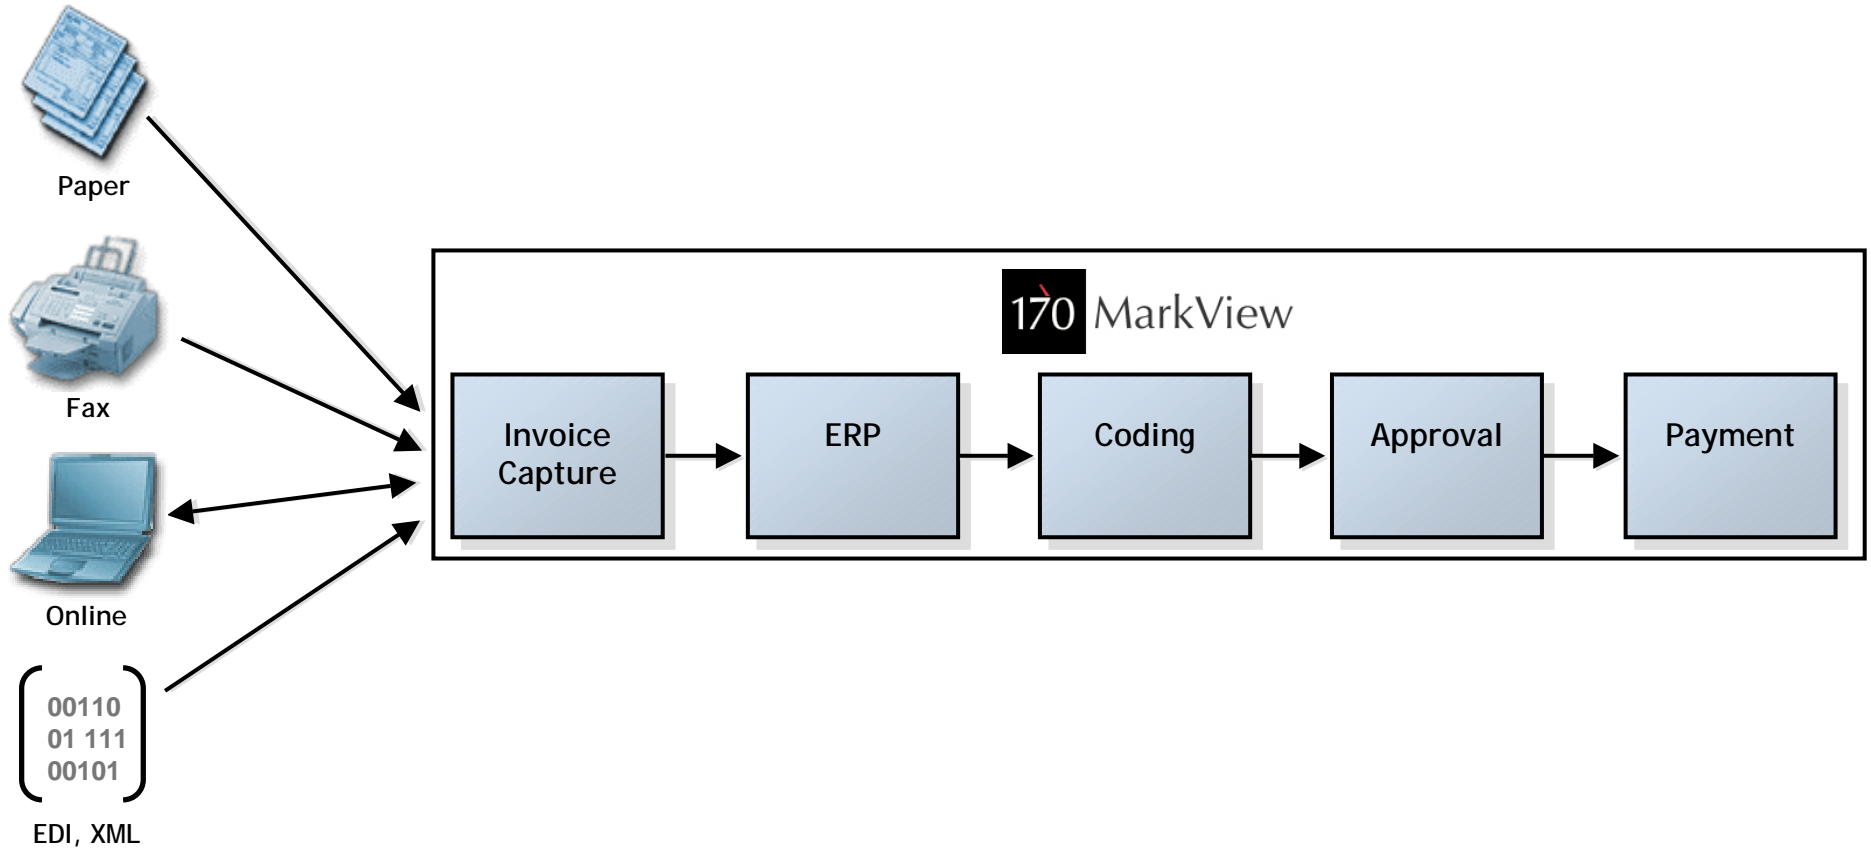 Paper
Fax
Online
00110
01 111
00101
EDI, XML
170 MarkView
Invoice
Capture
ERP
Coding
Approval
Payment